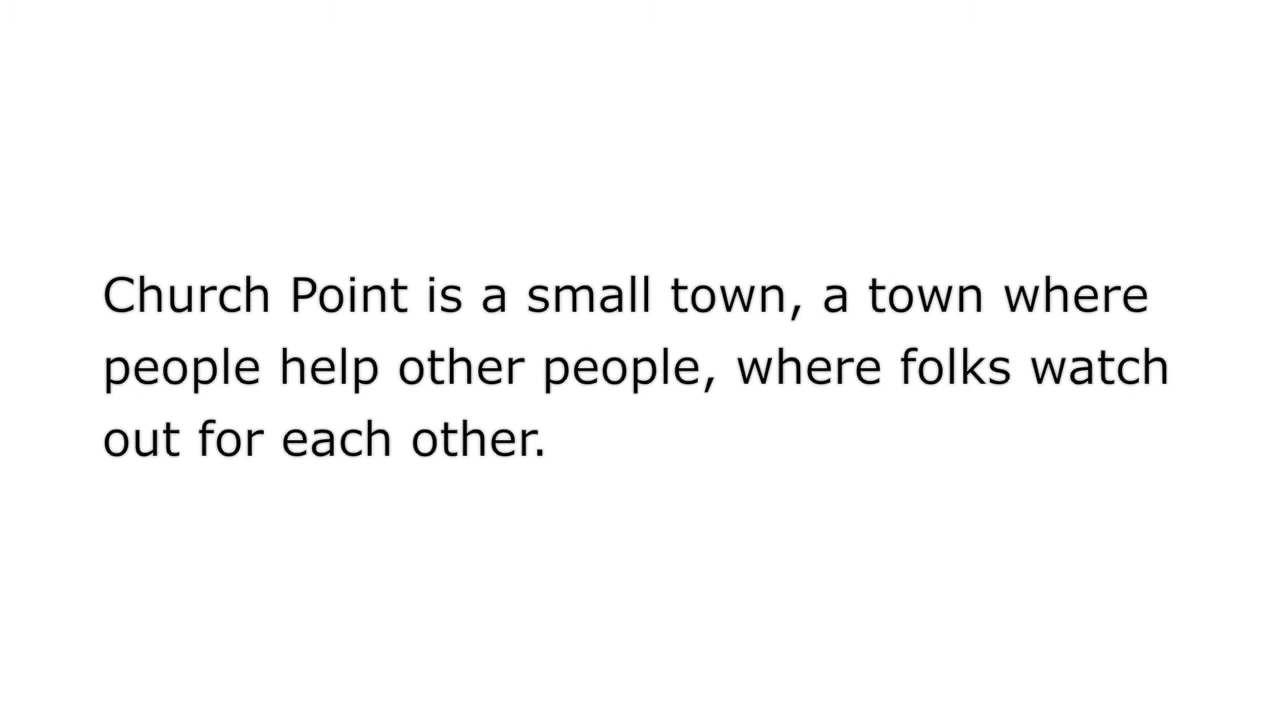 Church Point is a small town, a town where
people help other people, where folks watch
out for each other.